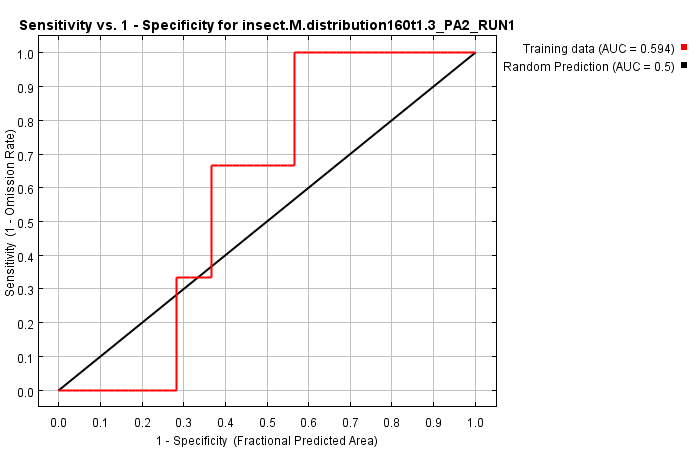 Sensitivity vs. 1 - Specificity for insect.M.distribution160t1.3_PA2_RUN1
Training data (AUC = 0.594)
Random Prediction (AUC = 0.5)
Sensitivity (1 - Omission Rate)
1.0
0.9
0.8
0.7
0.6
0.5
0.4
0.3
0.2
0.1
0.0
0.0 0.1 0.2 0.3 0.4 0.5 0.6 0.7 0.8 0.9 1.0
1 - Specificity (Fractional Predicted Area)